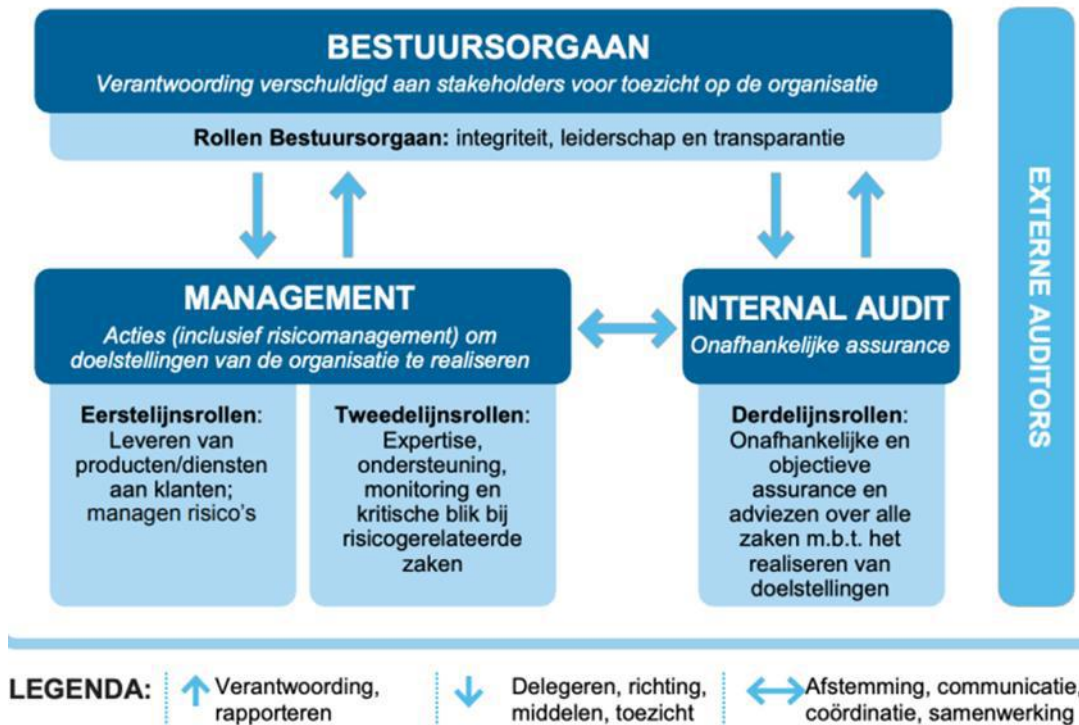 BESTUURSORGAAN
Verantwoording verschuldigd aan stakeholders voor toezicht op de organisatie
Rollen Bestuursorgaan: integriteit, leiderschap en transparantie
MANAGEMENT
Acties (inclusief risicomanagement) om
doelstellingen van de organisatie te realiseren
Eerstelijnsrollen:
Leveren van
producten/diensten
aan klanten;
managen risico's
Tweedelijnsrollen:
Expertise,
ondersteuning,
monitoring en
kritische blik bij
risicogerelateerde
zaken
INTERNAL AUDIT
Onafhankelijke assurance
Derdelijnsrollen:
Onafhankelijke en
objectieve
assurance en
adviezen over alle
zaken m.b.t. het
realiseren van
doelstellingen
EXTERNE AUDITORS
LEGENDA:
Verantwoording,
rapporteren
Delegeren, richting,
middelen, toezicht
Afstemming, communicatie,
coördinatie, samenwerking